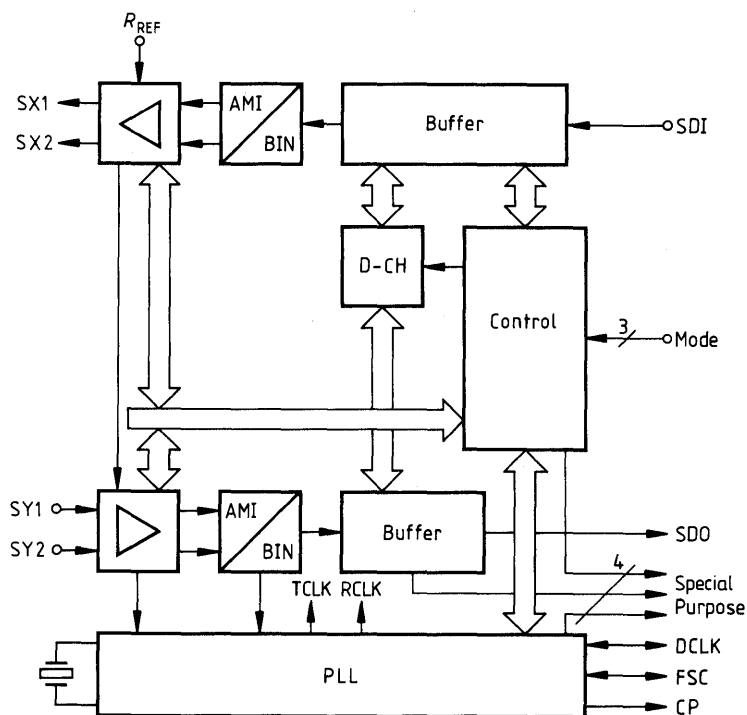 RREF
SX1
SX2
AMI
BIN
Buffer
SDI
D-CH
Control
3
Mode
SY1
SY2
AMI
BIN
Buffer
SDO
TCLK RCLK
4
Special
Purpose
PLL
DCLK
FSC
CP